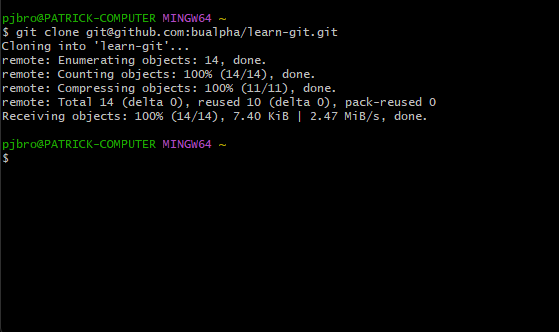 pjbro@PATRICK-COMPUTER MINGW64 ~
$ git clone git@github.com:bualpha/learn-git.git
Cloning into 'learn-git'...
remote: Enumerating objects: 14, done.
remote: Counting objects: 100% (14/14), done.
remote: Compressing objects: 100% (11/11), done.
remote: Total 14 (delta 0), reused 10 (delta 0), pack-reused 0
Receiving objects: 100% (14/14), 7.40 KiB | 2.47 MiB/s, done.
pjbro@PATRICK-COMPUTER MINGW64 ~
$